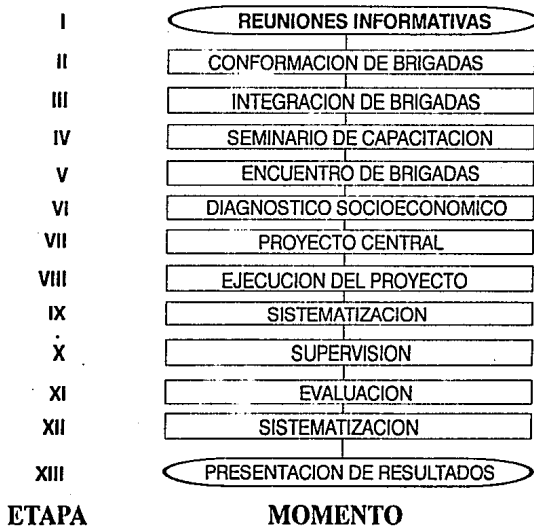 I REUNIONES INFORMATIVAS
II CONFORMACION DE BRIGADAS
III INTEGRACION DE BRIGADAS
IV SEMINARIO DE CAPACITACION
V ENCUENTRO DE BRIGADAS
VI DIAGNOSTICO SOCIOECONOMICO
VII PROYECTO CENTRAL
VIII EJECUCION DEL PROYECTO
IX SISTEMATIZACION
X SUPERVISION
XI EVALUACION
XII SISTEMATIZACION
XIII PRESENTACION DE RESULTADOS
ETAPA MOMENTO